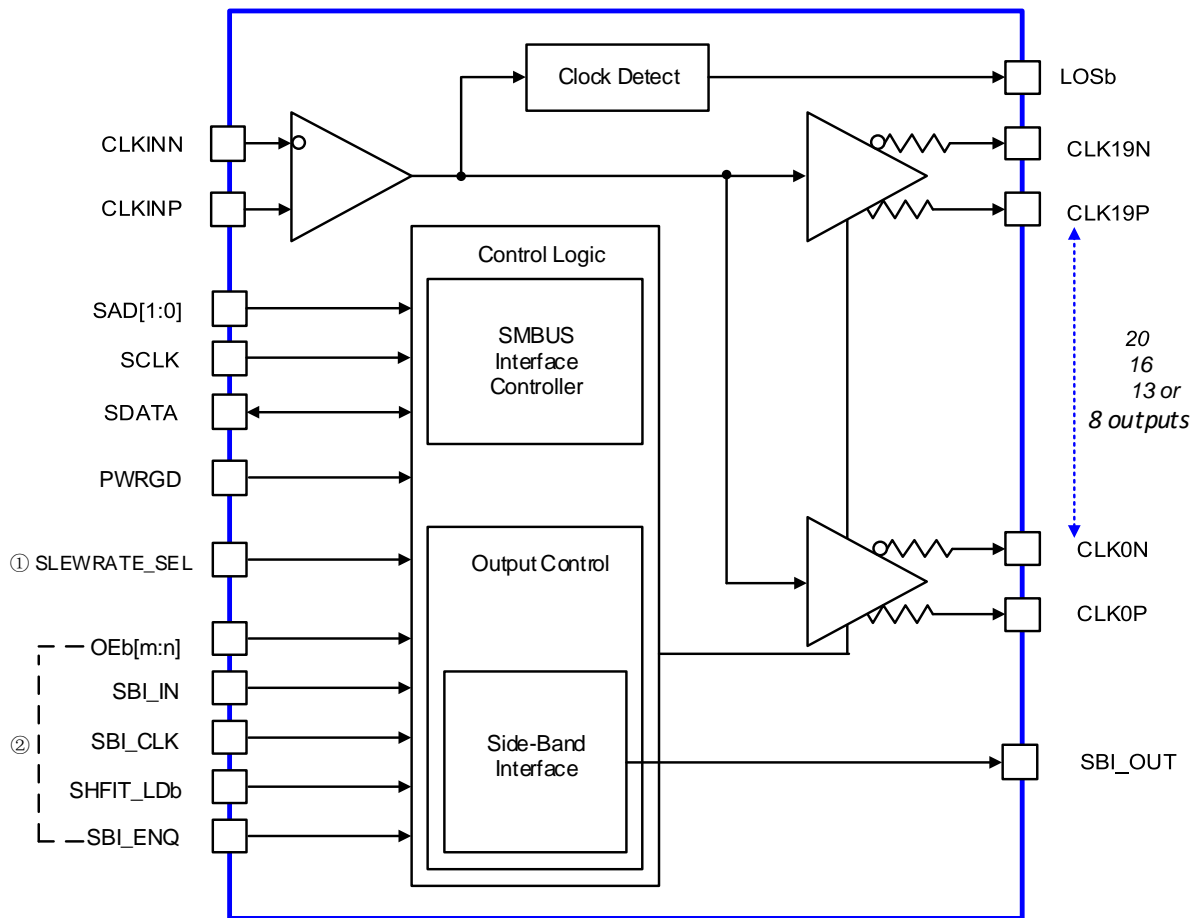 Clock Detect
LOSb
CLKINN
CLK19N
CLKINP
CLK19P
Control Logic
SAD[1:0]
SMBUS
Interface
Controller
SCLK
SDATA
20
16
13 or
8 outputs
PWRGD
① SLEWRATE_SEL
Output Control
CLK0N
CLK0P
OEb[m:n]
SBI_IN
②
SBI_CLK
Side-Band
Interface
SBI_OUT
SHFIT_LDb
SBI_ENQ